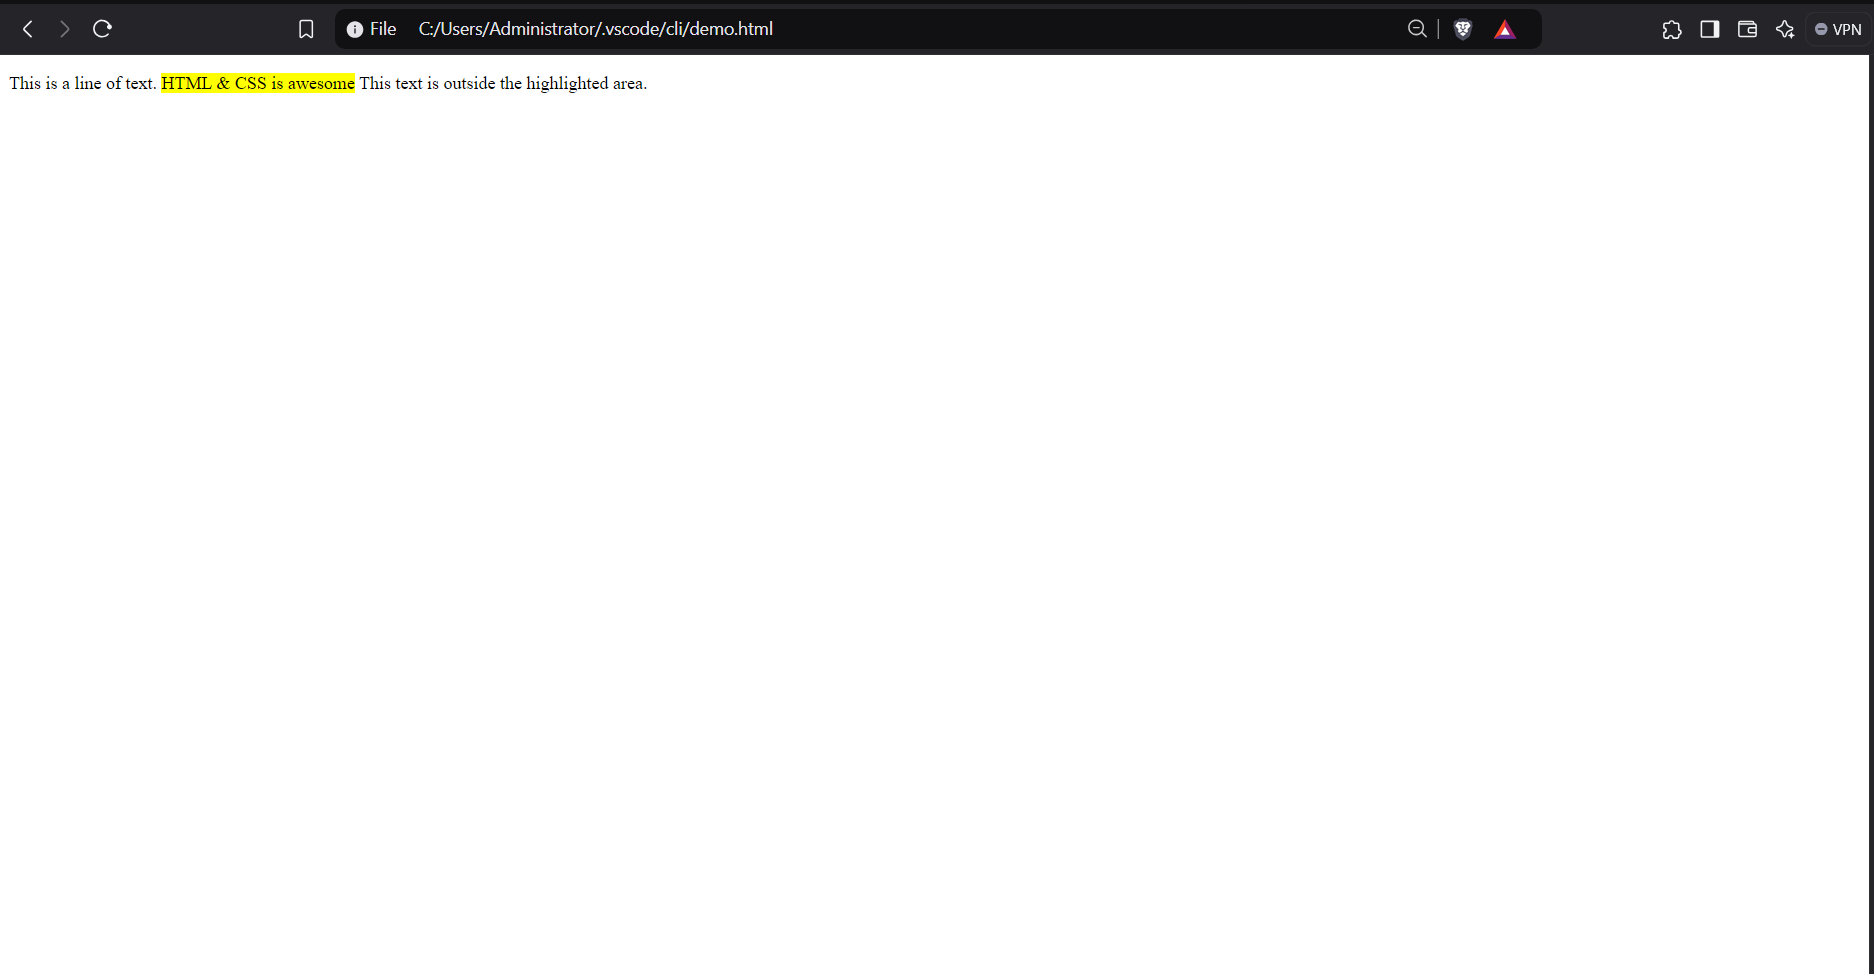 File C:/Users/Administrator/.vscode/cli/demo.html VPN
This is a line of text. HTML & CSS is awesome This text is outside the highlighted area.